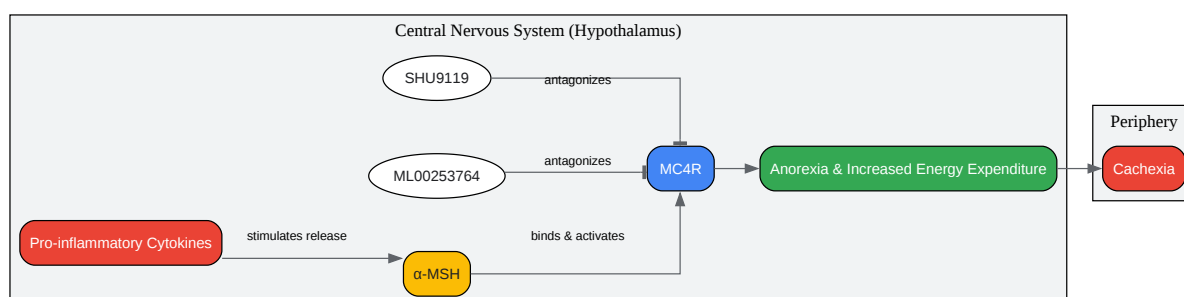 Central Nervous System (Hypothalamus)
SHU9119
antagonizes
Periphery
ML00253764
antagonizes
MC4R
Anorexia & Increased Energy Expenditure
Cachexia
Pro-inflammatory Cytokines
stimulates release
binds & activates
α-MSH